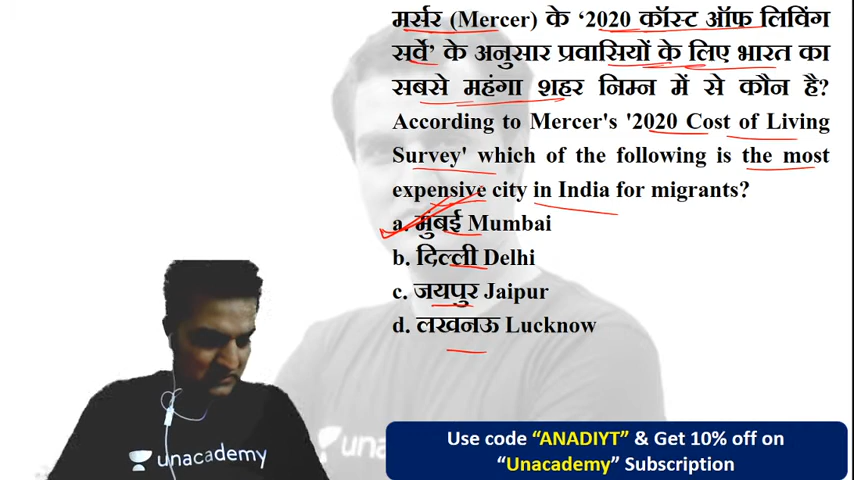 मर्सर (Mercer) के ‘2020 कॉस्ट ऑफ लिविंग
सर्वे’ के अनुसार प्रवासियों के लिए भारत का
सबसे महंगा शहर निम्न में से कौन है?
According to Mercer's '2020 Cost of Living
Survey' which of the following is the most
expensive city in India for migrants?
a. मुंबई Mumbai
b. दिल्ली Delhi
c. जयपुर Jaipur
d. लखनऊ Lucknow
unacademy
una
Use code “ANADIYT” & Get 10% off on
“Unacademy” Subscription